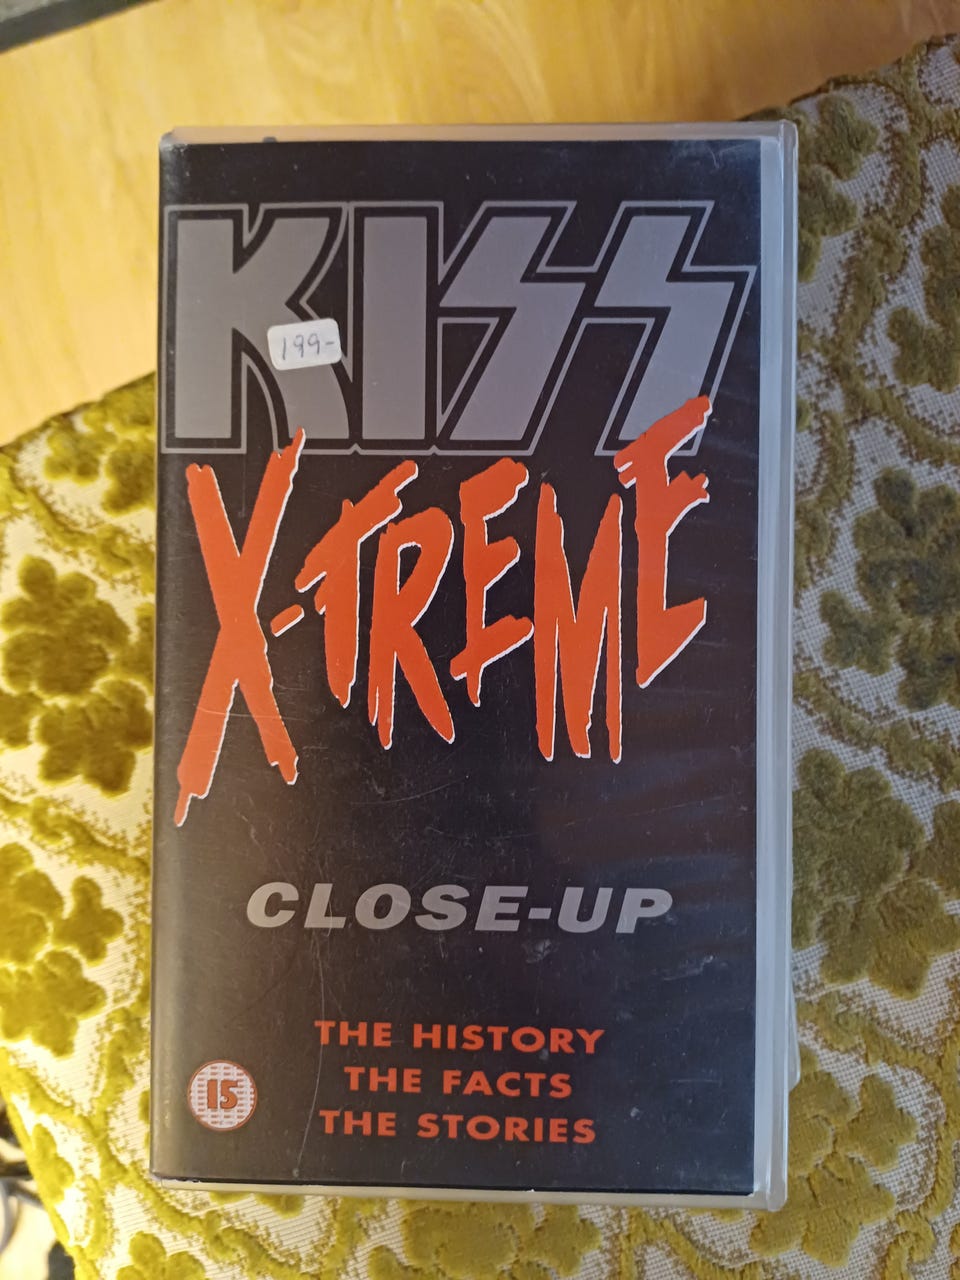 KISS
199-
X-TREME
CLOSE-UP
THE HISTORY
THE FACTS
15
THE STORIES